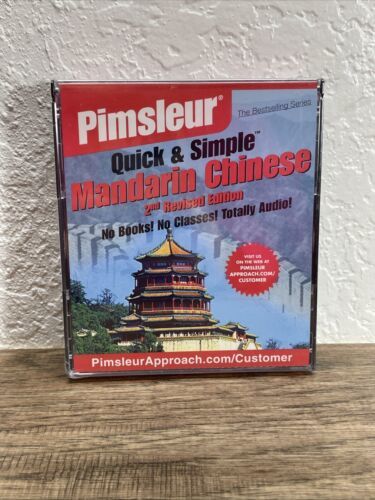 Pimsleur®
The Bestselling Series
Quick & Simple™
Mandarin Chinese
2nd Revised Edition
No Books! No Classes! Totally Audio!
VISIT US
ON THE WEB AT
PIMSLEUR
APPROACH.COM/
CUSTOMER
PimsleurApproach.com/Customer